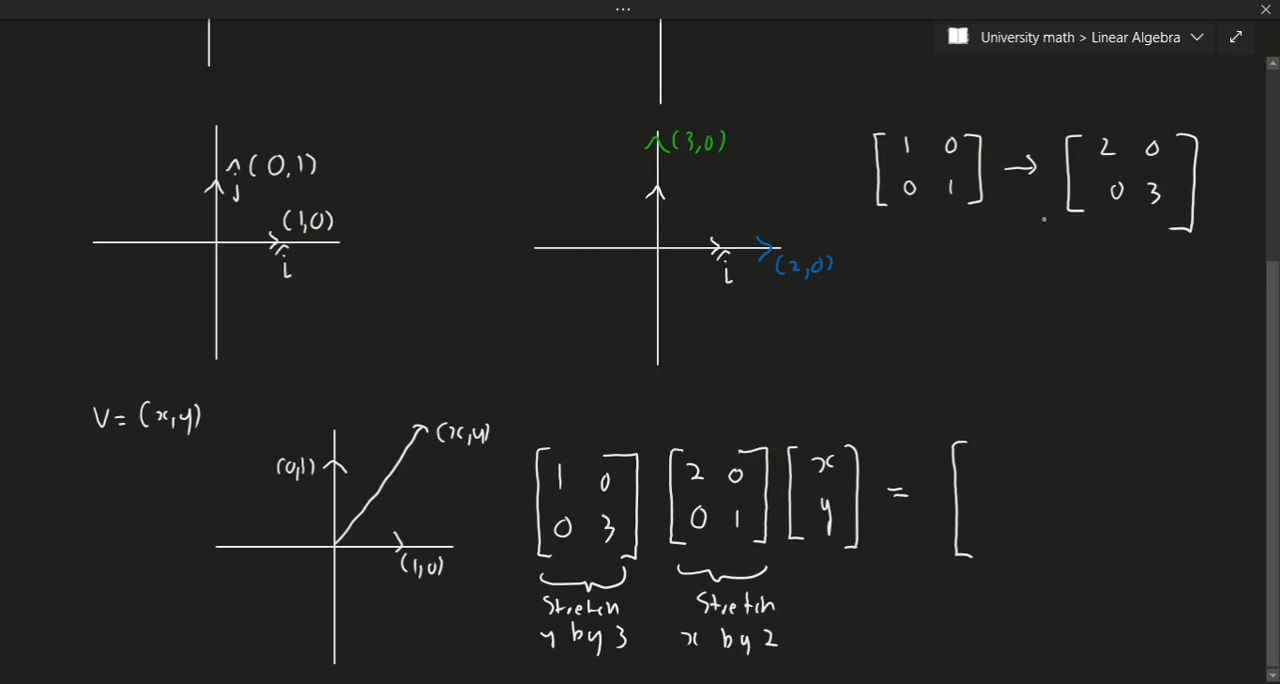 University math > Linear Algebra
ĵ (0,1)
(1,0)
î
(3,0)
î
(2,0)
[1 0
0 1] → [2 0
0 3]
V = (x,y)
(x,y)
(0,1)
(1,0)
[1 0
0 3] [2 0
0 1] [x
y] = [
Stretch
y by 3
Stretch
x by 2